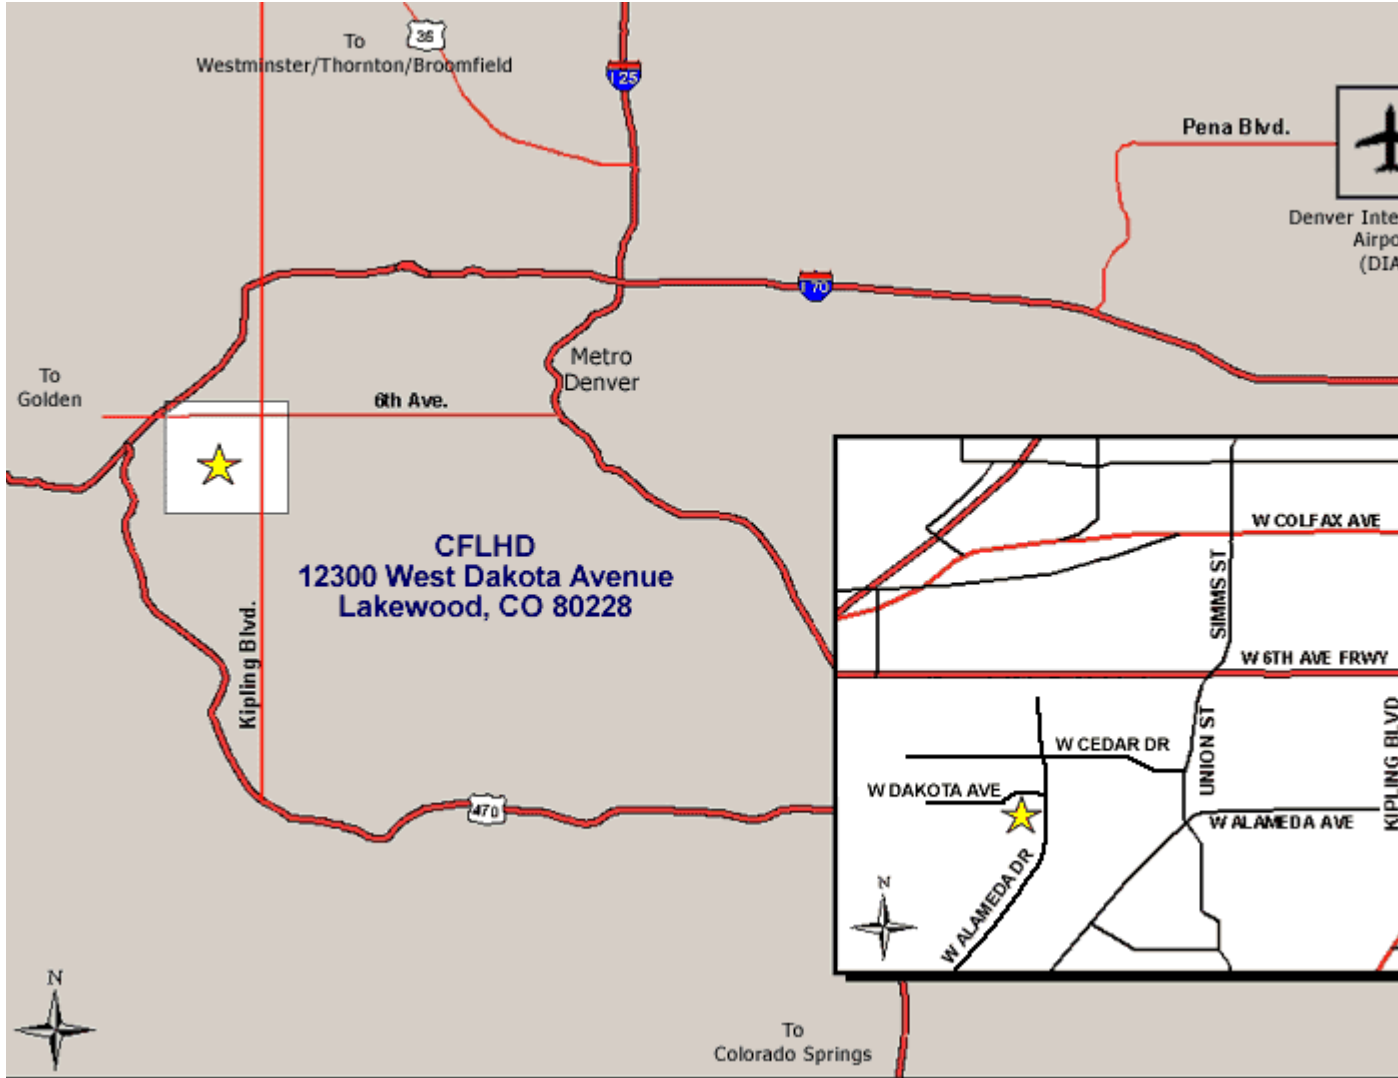 36
To
Westminster/Thornton/Broomfield
I 25
Pena Blvd.
Denver Inte
Airpo
(DIA
I 70
Metro
Denver
To
Golden
6th Ave.
CFLHD
12300 West Dakota Avenue
Lakewood, CO 80228
Kipling Blvd.
470
W COLFAX AVE
SIMMS ST
W 6TH AVE FRWY
UNION ST
KIPLING BLVD
W CEDAR DR
W DAKOTA AVE
W ALAMEDA AVE
W ALAMEDA DR
N
N
To
Colorado Springs